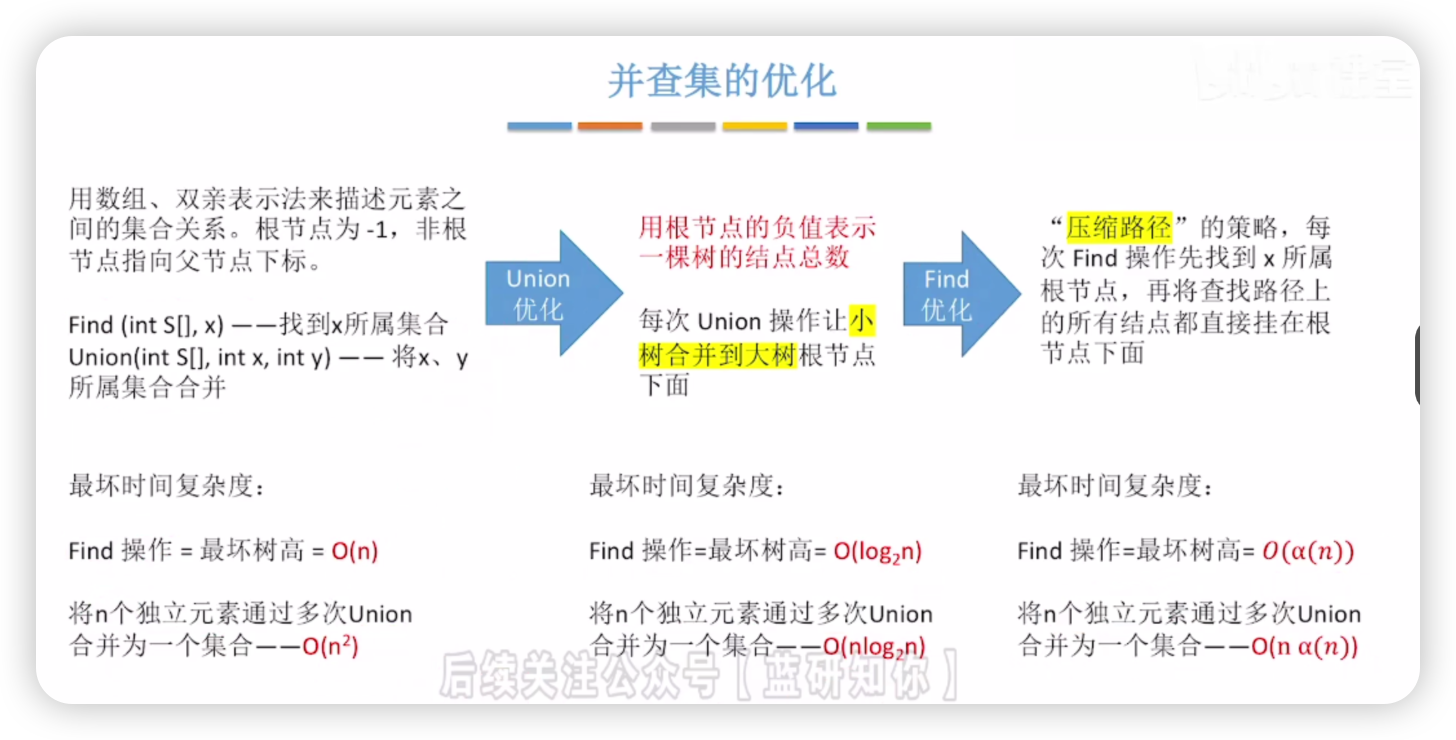 并查集的优化
用数组、双亲表示法来描述元素之
间的集合关系。根节点为 -1，非根
节点指向父节点下标。
Find (int S[], x) ——找到x所属集合
Union(int S[], int x, int y) —— 将x、y
所属集合合并
Union
优化
用根节点的负值表示
一棵树的结点总数
每次 Union 操作让小
树合并到大树根节点
下面
Find
优化
“压缩路径”的策略，每
次 Find 操作先找到 x 所属
根节点，再将查找路径上
的所有结点都直接挂在根
节点下面
最坏时间复杂度：
Find 操作 = 最坏树高 = O(n)
将n个独立元素通过多次Union
合并为一个集合——O(n²)
最坏时间复杂度：
Find 操作=最坏树高= O(log₂n)
将n个独立元素通过多次Union
合并为一个集合——O(nlog₂n)
最坏时间复杂度：
Find 操作=最坏树高= O(α(n))
将n个独立元素通过多次Union
合并为一个集合——O(n α(n))
后续关注公众号【蓝研知你】